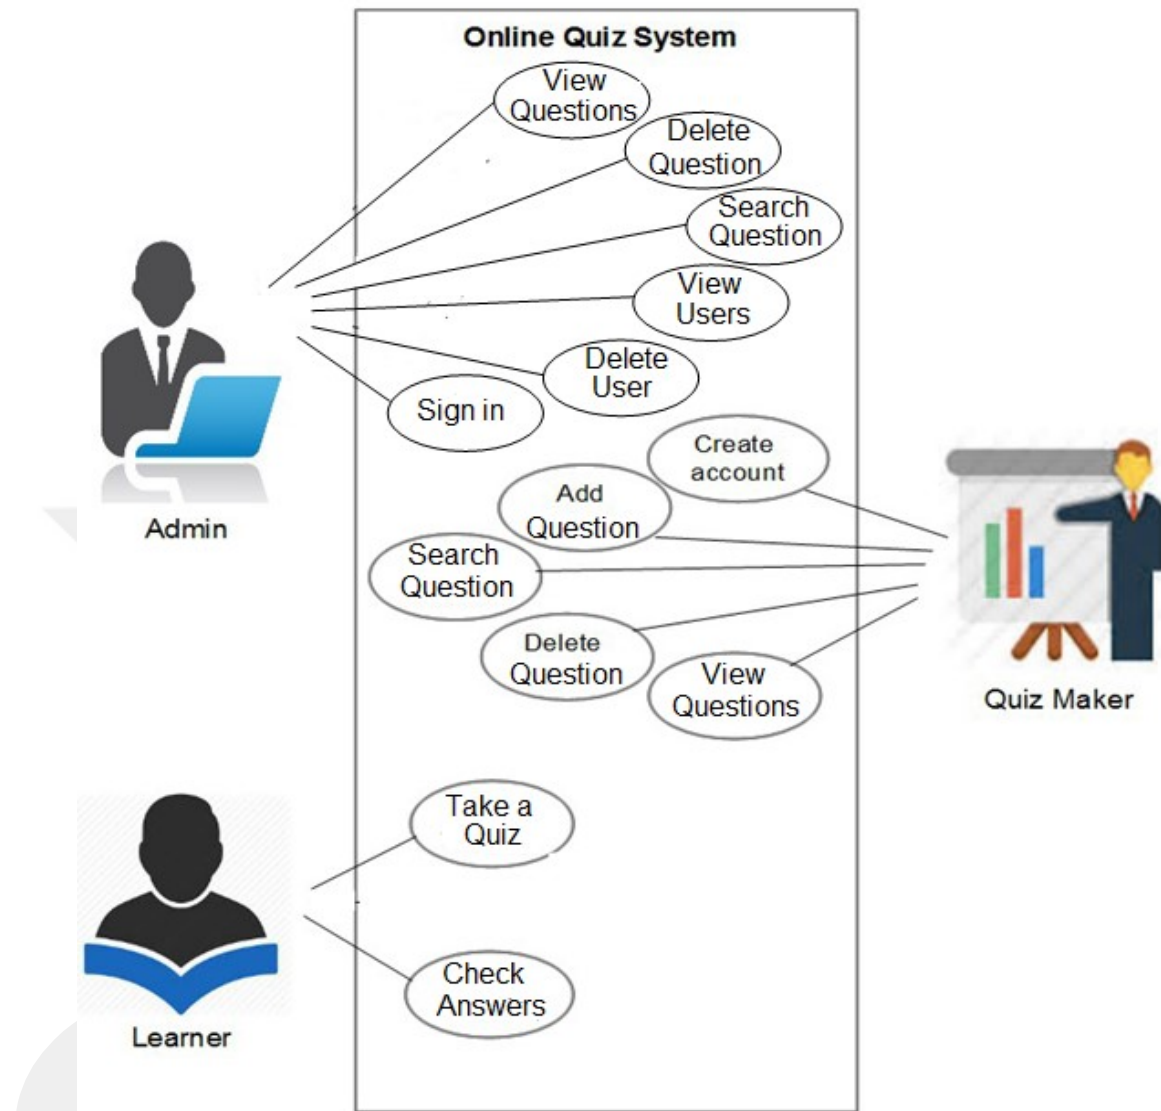 Online Quiz System
View
Questions
Delete
Question
Search
Question
View
Users
Delete
User
Sign in
Admin
Create
account
Add
Question
Search
Question
Delete
Question
View
Questions
Quiz Maker
Take a
Quiz
Check
Answers
Learner